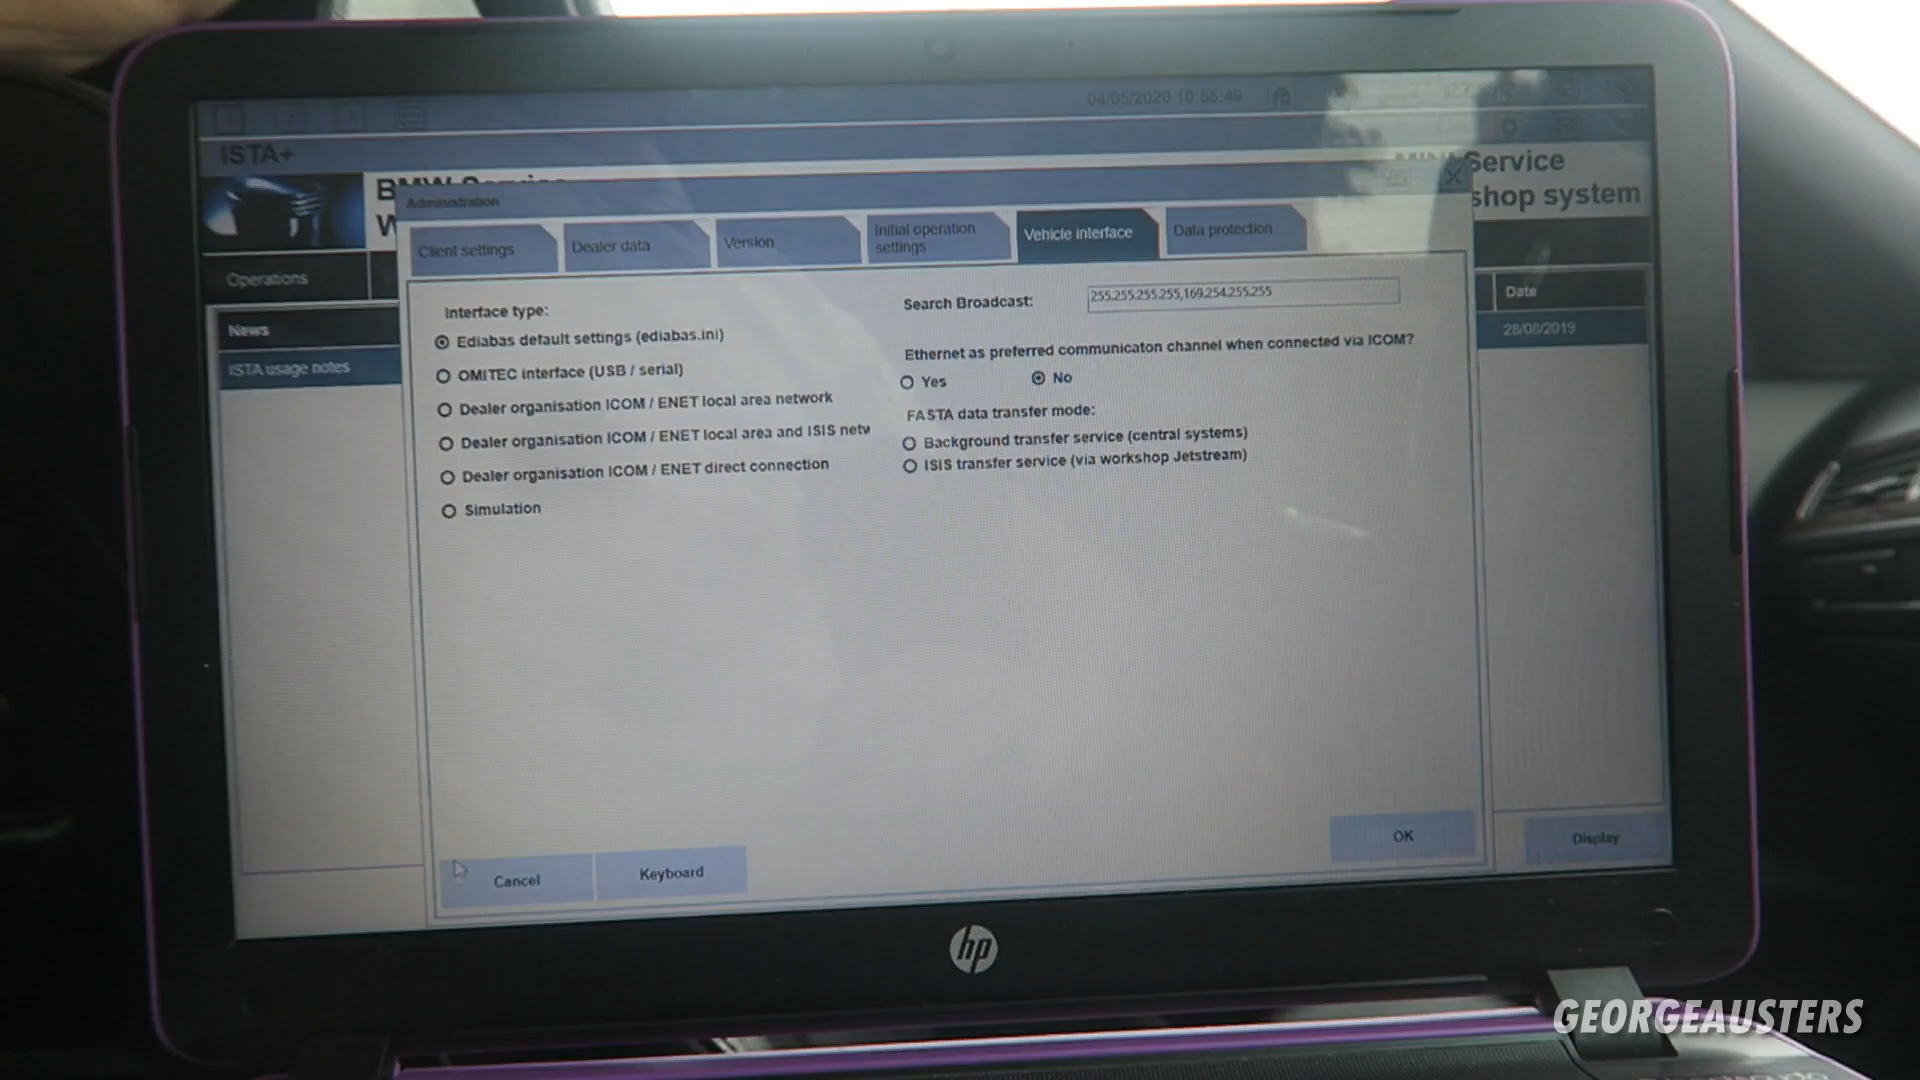 04/05/2020 10:55:49
ISTA+
BMW Service
MINI Service
shop system
Administration
Client settings
Dealer data
Version
Initial operation
settings
Vehicle interface
Data protection
Operations
News
ISTA usage notes
Date
28/08/2019
Interface type:
Ediabas default settings (ediabas.ini)
OMITEC interface (USB / serial)
Dealer organisation ICOM / ENET local area network
Dealer organisation ICOM / ENET local area and ISIS netw
Dealer organisation ICOM / ENET direct connection
Simulation
Search Broadcast:
255.255.255.255,169.254.255.255
Ethernet as preferred communicaton channel when connected via ICOM?
Yes
No
FASTA data transfer mode:
Background transfer service (central systems)
ISIS transfer service (via workshop Jetstream)
Cancel
Keyboard
OK
Display
hp
GEORGEAUSTERS